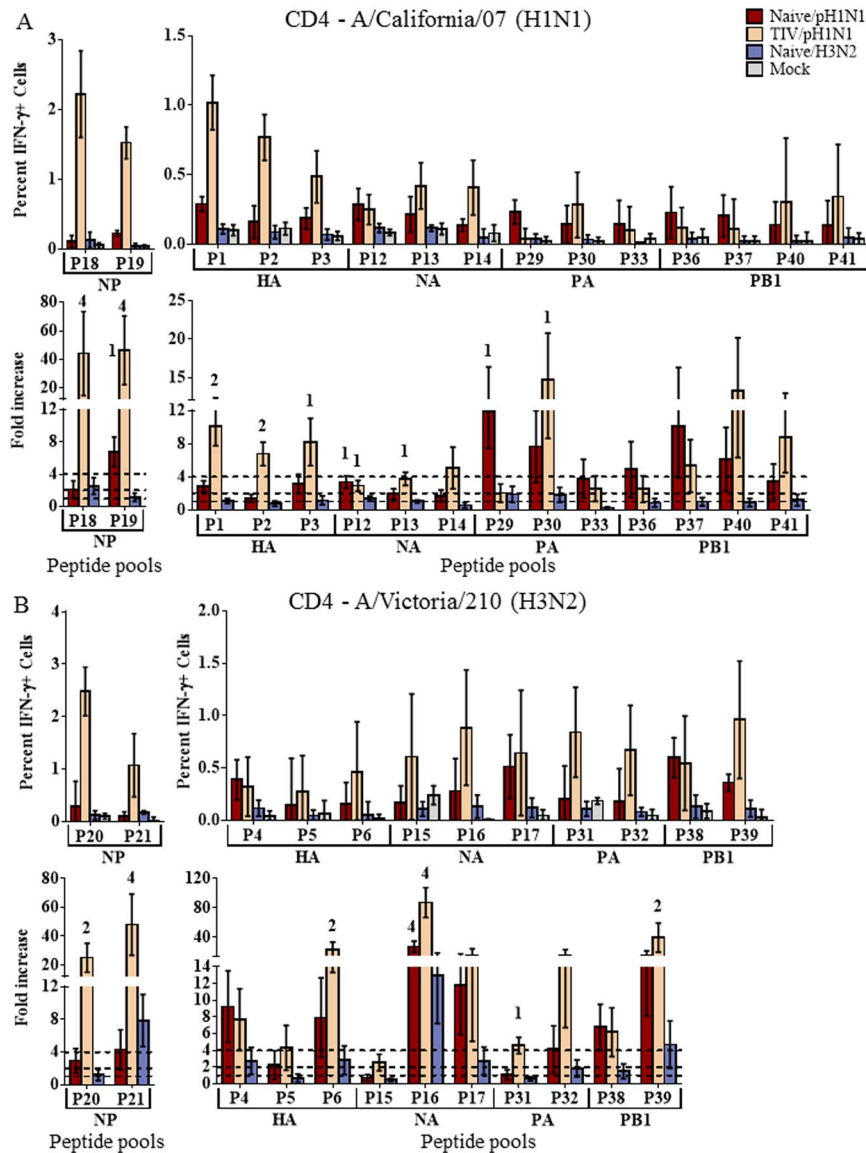 A
CD4 - A/California/07 (H1N1)
Naive/pH1N1
TIV/pH1N1
Naive/H3N2
Mock
Percent IFN-γ+ Cells
3
2
1
0
P18 P19
NP
1.5
1.0
0.5
0.0
P1 P2 P3 P12 P13 P14 P29 P30 P33 P36 P37 P40 P41
HA NA PA PB1
Fold increase
80
60
40
20
12
8
4
0
4 4
1
P18 P19
NP
Peptide pools
25
20
15
12
8
4
0
2 2 1 1 1 1 1 1
P1 P2 P3 P12 P13 P14 P29 P30 P33 P36 P37 P40 P41
HA NA PA PB1
Peptide pools
B
CD4 - A/Victoria/210 (H3N2)
Percent IFN-γ+ Cells
4
3
2
1
0
P20 P21
NP
2.0
1.5
1.0
0.5
0.0
P4 P5 P6 P15 P16 P17 P31 P32 P38 P39
HA NA PA PB1
Fold increase
80
60
40
20
12
10
8
6
4
2
0
2 4
P20 P21
NP
Peptide pools
120
80
40
20
14
12
10
8
6
4
2
0
2 4 4 1 2
P4 P5 P6 P15 P16 P17 P31 P32 P38 P39
HA NA PA PB1
Peptide pools